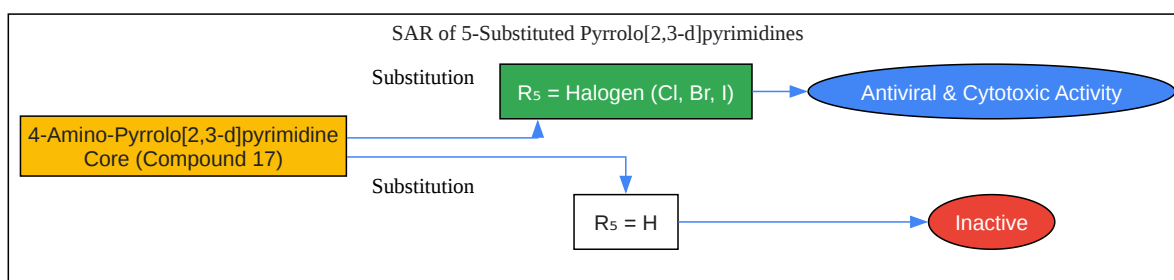 SAR of 5-Substituted Pyrrolo[2,3-d]pyrimidines
Substitution
R₅ = Halogen (Cl, Br, I)
Antiviral & Cytotoxic Activity
4-Amino-Pyrrolo[2,3-d]pyrimidine
Core (Compound 17)
Substitution
R₅ = H
Inactive